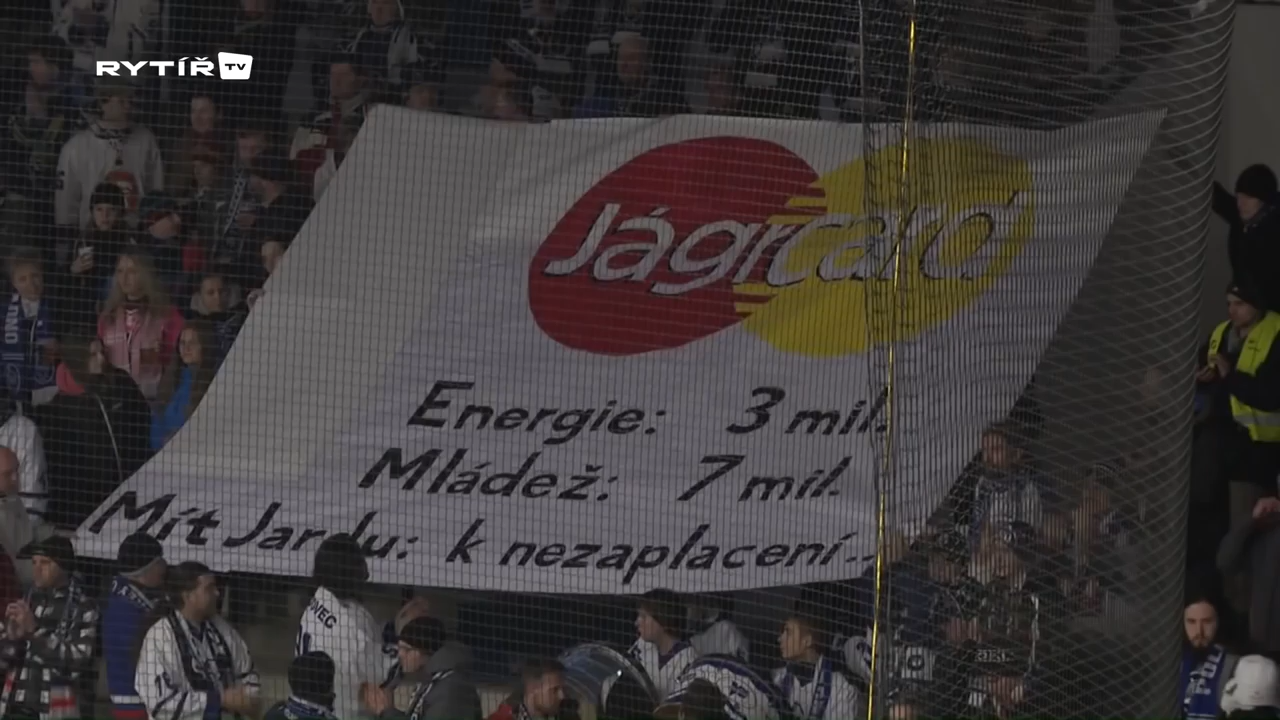 RYTÍŘ TV
Jágrcard
Energie: 3 mil.
Mládež: 7 mil.
Mít Jardu: k nezaplacení..